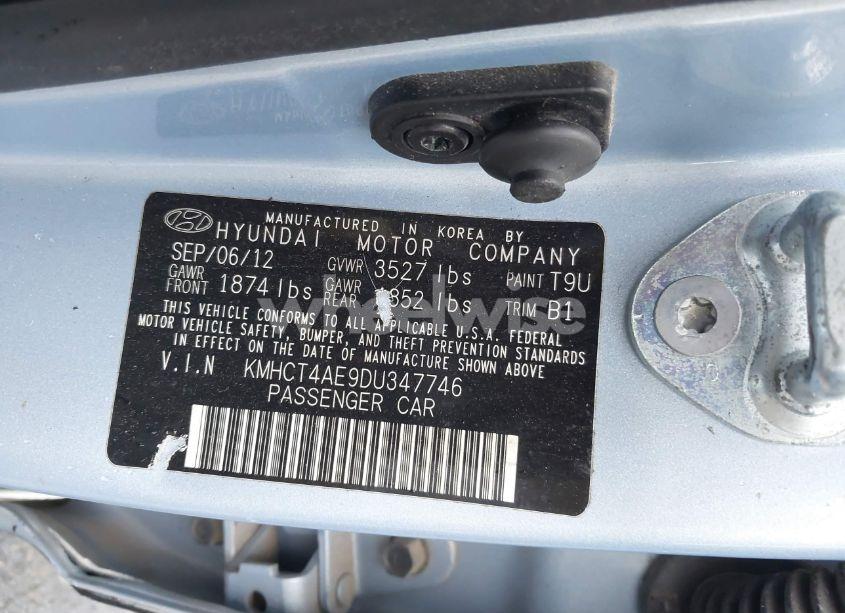 MANUFACTURED IN KOREA BY
HYUNDAI MOTOR COMPANY
SEP/06/12 GVWR 3527 lbs PAINT T9U
GAWR FRONT 1874 lbs GAWR REAR 852 lbs TRIM B1
THIS VEHICLE CONFORMS TO ALL APPLICABLE U.S.A. FEDERAL
MOTOR VEHICLE SAFETY, BUMPER, AND THEFT PREVENTION STANDARDS
IN EFFECT ON THE DATE OF MANUFACTURE SHOWN ABOVE
V.I.N KMHCT4AE9DU347746
PASSENGER CAR
wheelwise